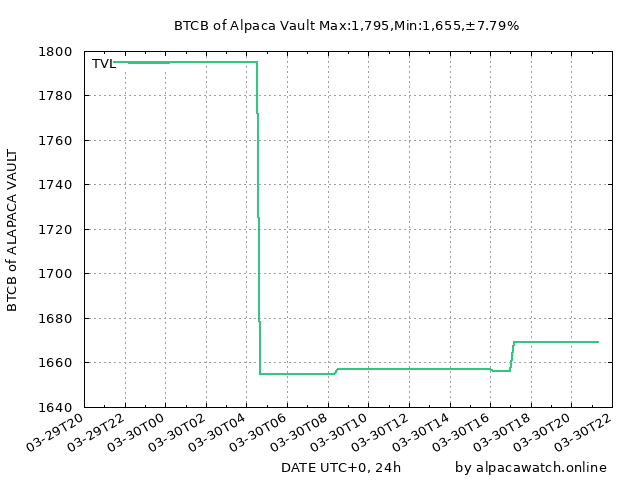 BTCB of Alpaca Vault Max:1,795,Min:1,655,±7.79%
1800
TVL
1780
1760
1740
1720
1700
1680
1660
1640
BTCB of ALAPACA VAULT
03-29T20
03-29T22
03-30T00
03-30T02
03-30T04
03-30T06
03-30T08
03-30T10
03-30T12
03-30T14
03-30T16
03-30T18
03-30T20
03-30T22
DATE UTC+0, 24h
by alpacawatch.online